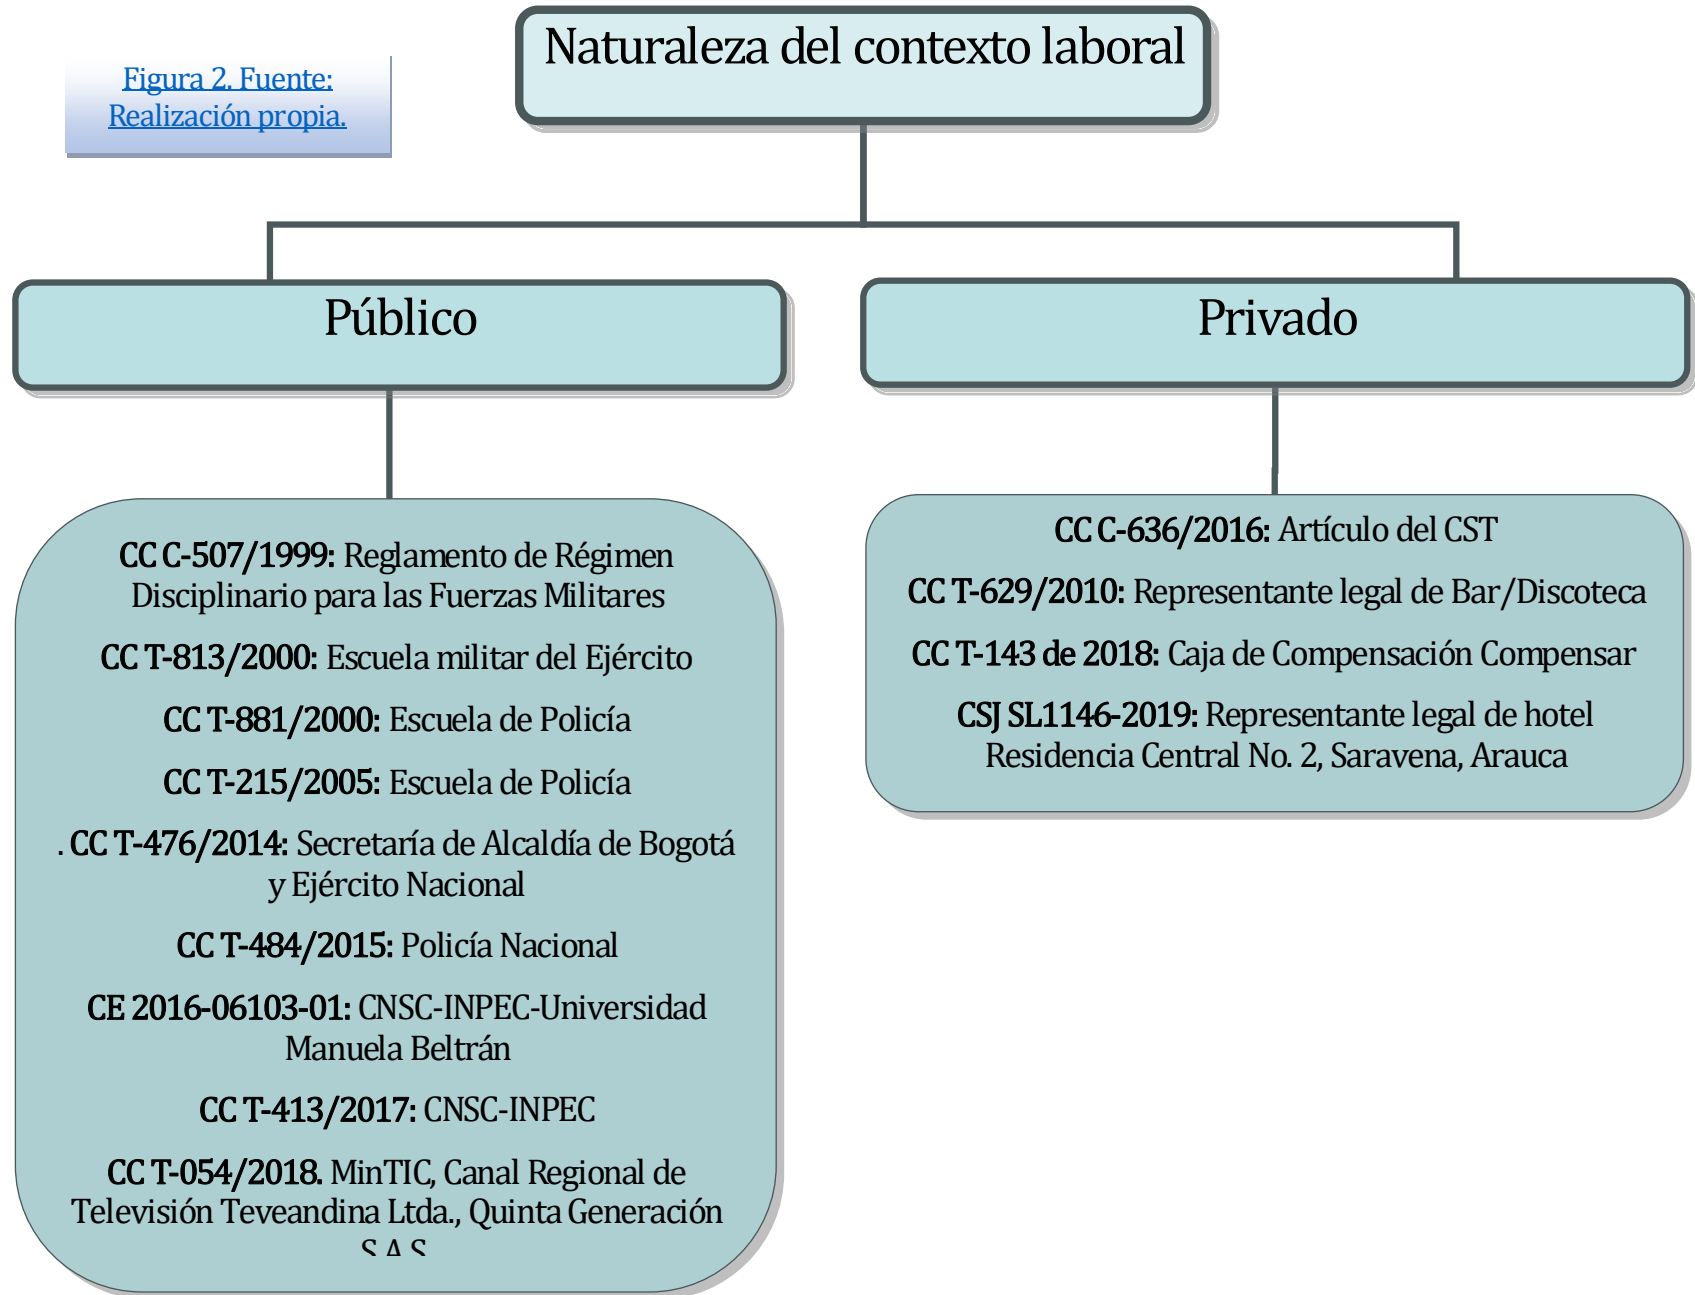 Naturaleza del contexto laboral
Figura 2. Fuente:
Realización propia.
Público
Privado
CC C-507/1999: Reglamento de Régimen
Disciplinario para las Fuerzas Militares
CC T-813/2000: Escuela militar del Ejército
CC T-881/2000: Escuela de Policía
CC T-215/2005: Escuela de Policía
. CC T-476/2014: Secretaría de Alcaldía de Bogotá
y Ejército Nacional
CC T-484/2015: Policía Nacional
CE 2016-06103-01: CNSC-INPEC-Universidad
Manuela Beltrán
CC T-413/2017: CNSC-INPEC
CC T-054/2018. MinTIC, Canal Regional de
Televisión Teveandina Ltda., Quinta Generación
S.A.S
CC C-636/2016: Artículo del CST
CC T-629/2010: Representante legal de Bar/Discoteca
CC T-143 de 2018: Caja de Compensación Compensar
CSJ SL1146-2019: Representante legal de hotel
Residencia Central No. 2, Saravena, Arauca